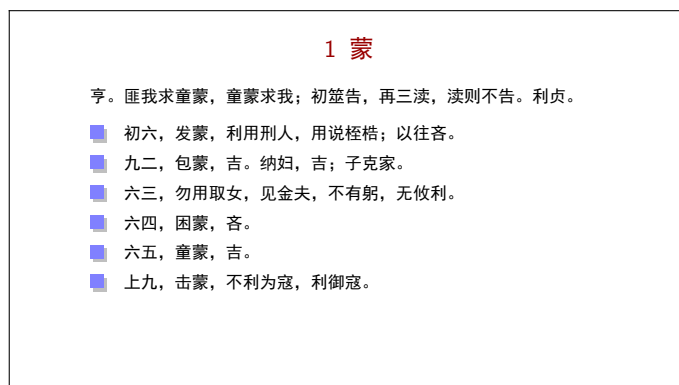 1 蒙
亨。匪我求童蒙，童蒙求我；初筮告，再三渎，渎则不告。利贞。
初六，发蒙，利用刑人，用说桎梏；以往吝。
九二，包蒙，吉。纳妇，吉；子克家。
六三，勿用取女，见金夫，不有躬，无攸利。
六四，困蒙，吝。
六五，童蒙，吉。
上九，击蒙，不利为寇，利御寇。